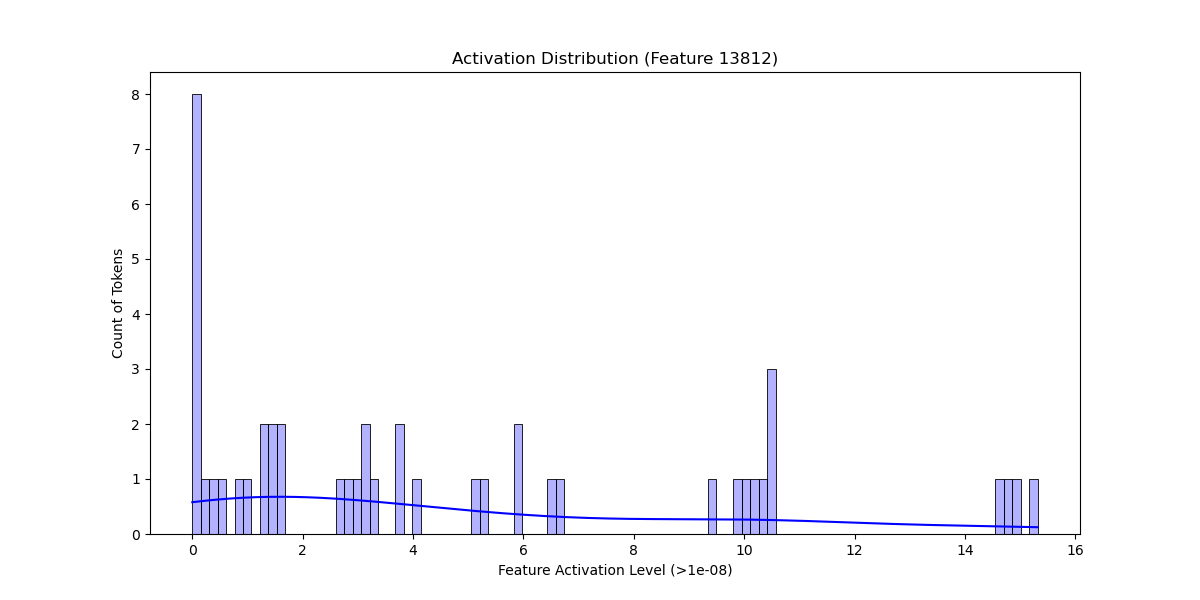 Activation Distribution (Feature 13812)
8
7
6
5
4
3
2
1
0
Count of Tokens
0 2 4 6 8 10 12 14 16
Feature Activation Level (>1e-08)